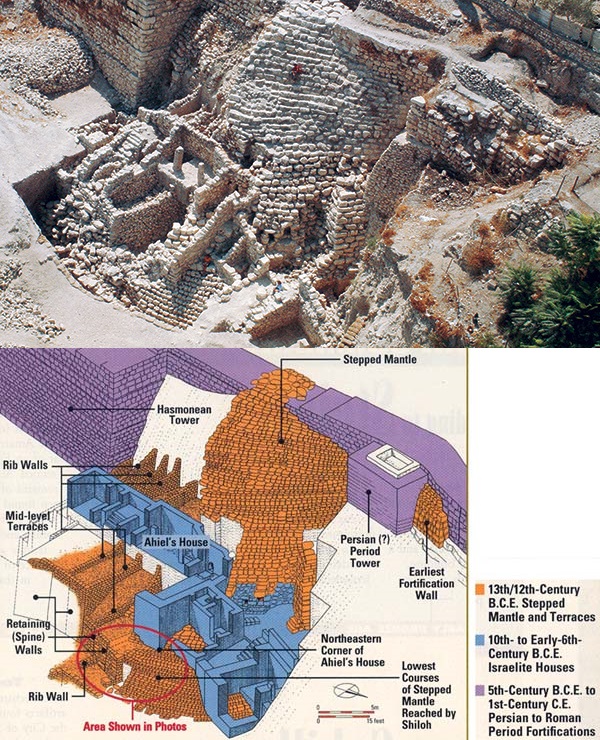 Stepped Mantle
Hasmonean
Tower
Rib Walls
Mid-level
Terraces
Ahiel's House
Persian (?)
Period
Tower
Earliest
Fortification
Wall
Retaining
(Spine)
Walls
Rib Wall
Area Shown in Photos
Northeastern
Corner of
Ahiel's House
Lowest
Courses
of Stepped
Mantle
Reached by
Shiloh
0 5m
0 15 feet
13th/12th-Century
B.C.E. Stepped
Mantle and Terraces
10th- to Early-6th-
Century B.C.E.
Israelite Houses
5th-Century B.C.E. to
1st-Century C.E.
Persian to Roman
Period Fortifications